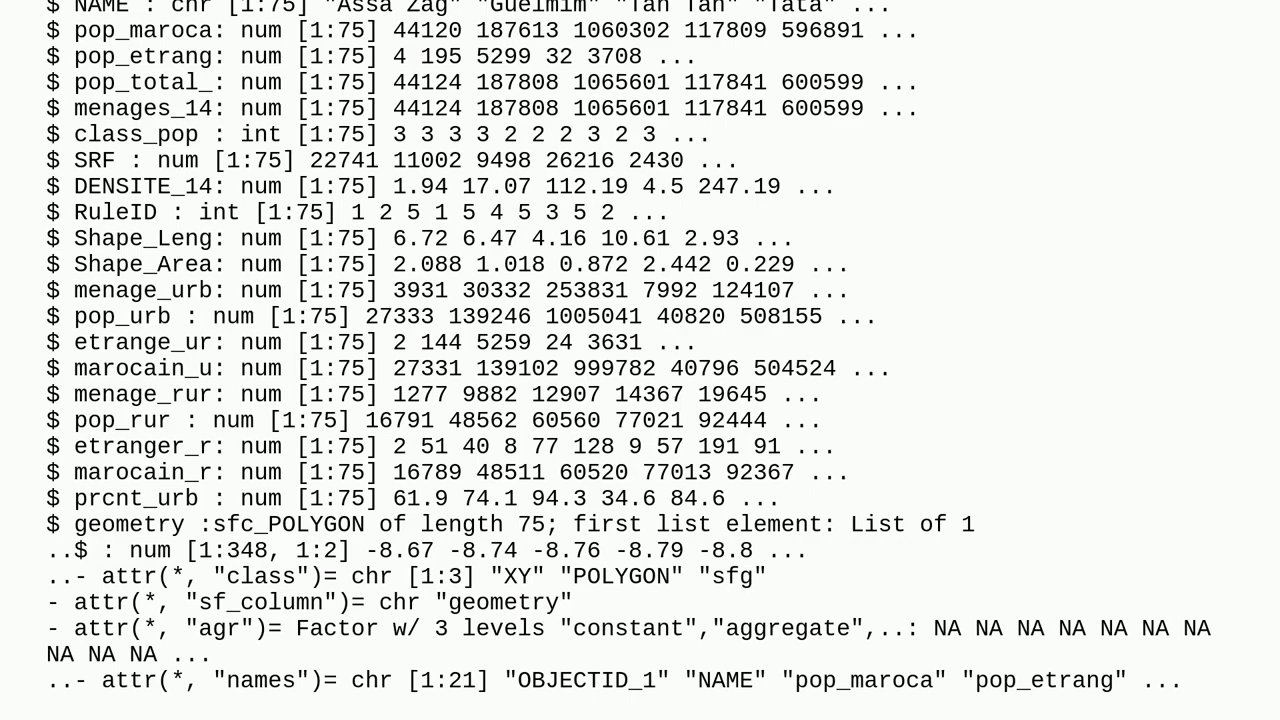 $ NAME : chr [1:75] "Assa Zag" "Guelmim" "Tan Tan" "Tata" ...
$ pop_maroca: num [1:75] 44120 187613 1060302 117809 596891 ...
$ pop_etrang: num [1:75] 4 195 5299 32 3708 ...
$ pop_total_: num [1:75] 44124 187808 1065601 117841 600599 ...
$ menages_14: num [1:75] 44124 187808 1065601 117841 600599 ...
$ class_pop : int [1:75] 3 3 3 3 2 2 2 3 2 3 ...
$ SRF : num [1:75] 22741 11002 9498 26216 2430 ...
$ DENSITE_14: num [1:75] 1.94 17.07 112.19 4.5 247.19 ...
$ RuleID : int [1:75] 1 2 5 1 5 4 5 3 5 2 ...
$ Shape_Leng: num [1:75] 6.72 6.47 4.16 10.61 2.93 ...
$ Shape_Area: num [1:75] 2.088 1.018 0.872 2.442 0.229 ...
$ menage_urb: num [1:75] 3931 30332 253831 7992 124107 ...
$ pop_urb : num [1:75] 27333 139246 1005041 40820 508155 ...
$ etrange_ur: num [1:75] 2 144 5259 24 3631 ...
$ marocain_u: num [1:75] 27331 139102 999782 40796 504524 ...
$ menage_rur: num [1:75] 1277 9882 12907 14367 19645 ...
$ pop_rur : num [1:75] 16791 48562 60560 77021 92444 ...
$ etranger_r: num [1:75] 2 51 40 8 77 128 9 57 191 91 ...
$ marocain_r: num [1:75] 16789 48511 60520 77013 92367 ...
$ prcnt_urb : num [1:75] 61.9 74.1 94.3 34.6 84.6 ...
$ geometry :sfc_POLYGON of length 75; first list element: List of 1
..$ : num [1:348, 1:2] -8.67 -8.74 -8.76 -8.79 -8.8 ...
..- attr(*, "class")= chr [1:3] "XY" "POLYGON" "sfg"
- attr(*, "sf_column")= chr "geometry"
- attr(*, "agr")= Factor w/ 3 levels "constant","aggregate",..: NA NA NA NA NA NA NA
NA NA NA ...
..- attr(*, "names")= chr [1:21] "OBJECTID_1" "NAME" "pop_maroca" "pop_etrang" ...